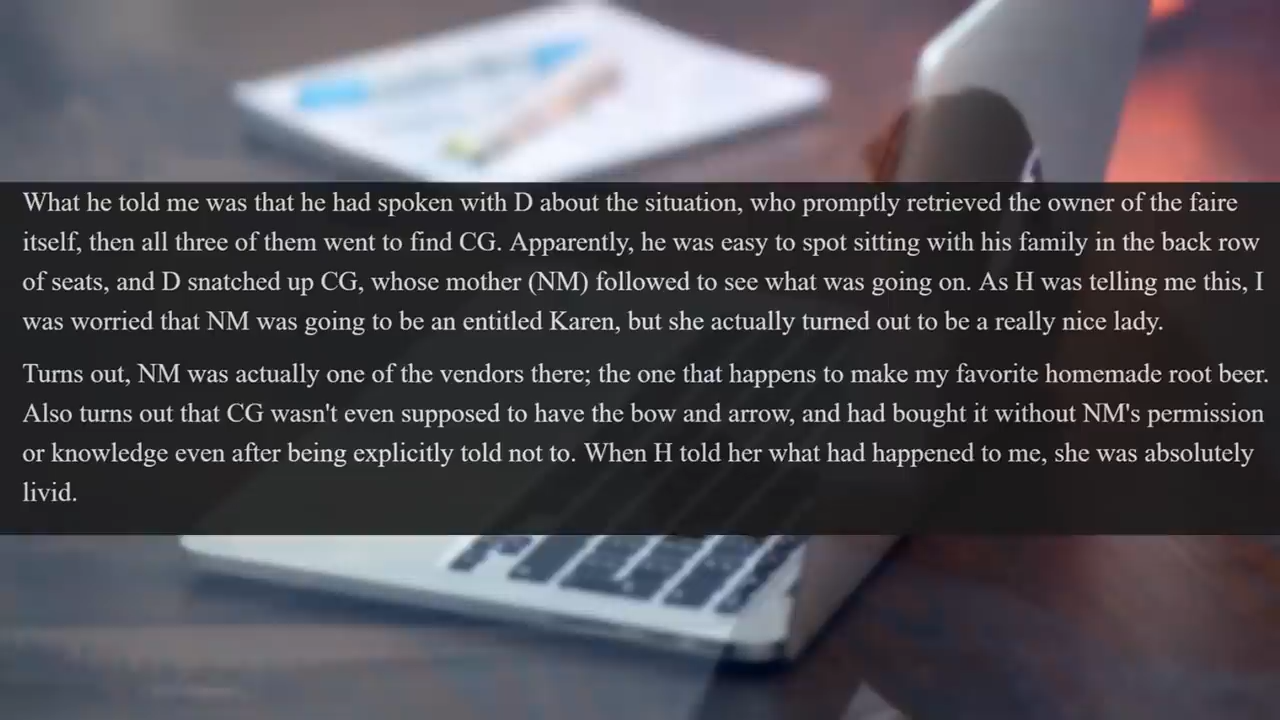 What he told me was that he had spoken with D about the situation, who promptly retrieved the owner of the faire
itself, then all three of them went to find CG. Apparently, he was easy to spot sitting with his family in the back row
of seats, and D snatched up CG, whose mother (NM) followed to see what was going on. As H was telling me this, I
was worried that NM was going to be an entitled Karen, but she actually turned out to be a really nice lady.
Turns out, NM was actually one of the vendors there; the one that happens to make my favorite homemade root beer.
Also turns out that CG wasn't even supposed to have the bow and arrow, and had bought it without NM's permission
or knowledge even after being explicitly told not to. When H told her what had happened to me, she was absolutely
livid.